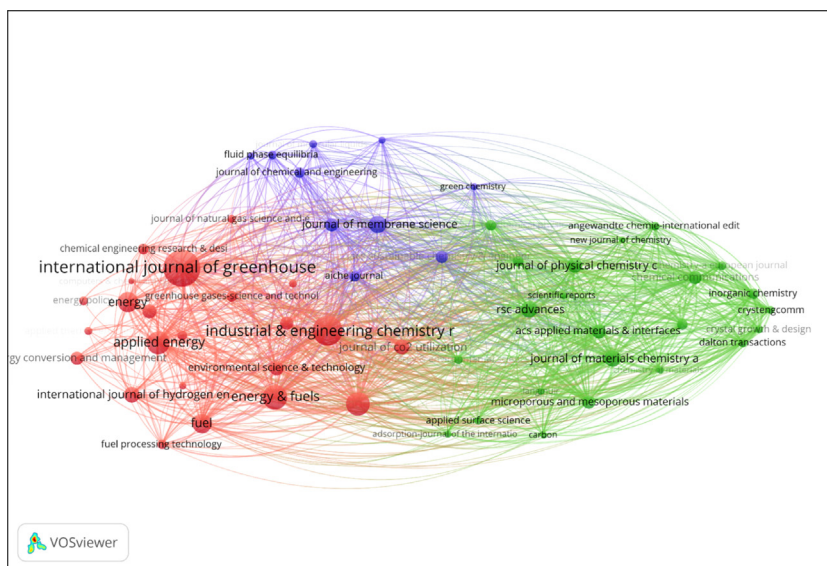 fluid phase equilibria
journal of chemical and engineering
green chemistry
journal of natural gas science and e
journal of membrane science
angewandte chemie-international edit
new journal of chemistry
chemical engineering research & desi
international journal of greenhouse
aiche journal
journal of physical chemistry c
european journal
chemical communications
energy policy
energy
greenhouse gases-science and technol
scientific reports
inorganic chemistry
rsc advances
crystengcomm
industrial & engineering chemistry r
acs applied materials & interfaces
crystal growth & design
applied energy
journal of co2 utilization
dalton transactions
gy conversion and management
environmental science & technology
journal of materials chemistry a
international journal of hydrogen en
energy & fuels
microporous and mesoporous materials
fuel
applied surface science
adsorption-journal of the internatio
carbon
fuel processing technology
VOSviewer